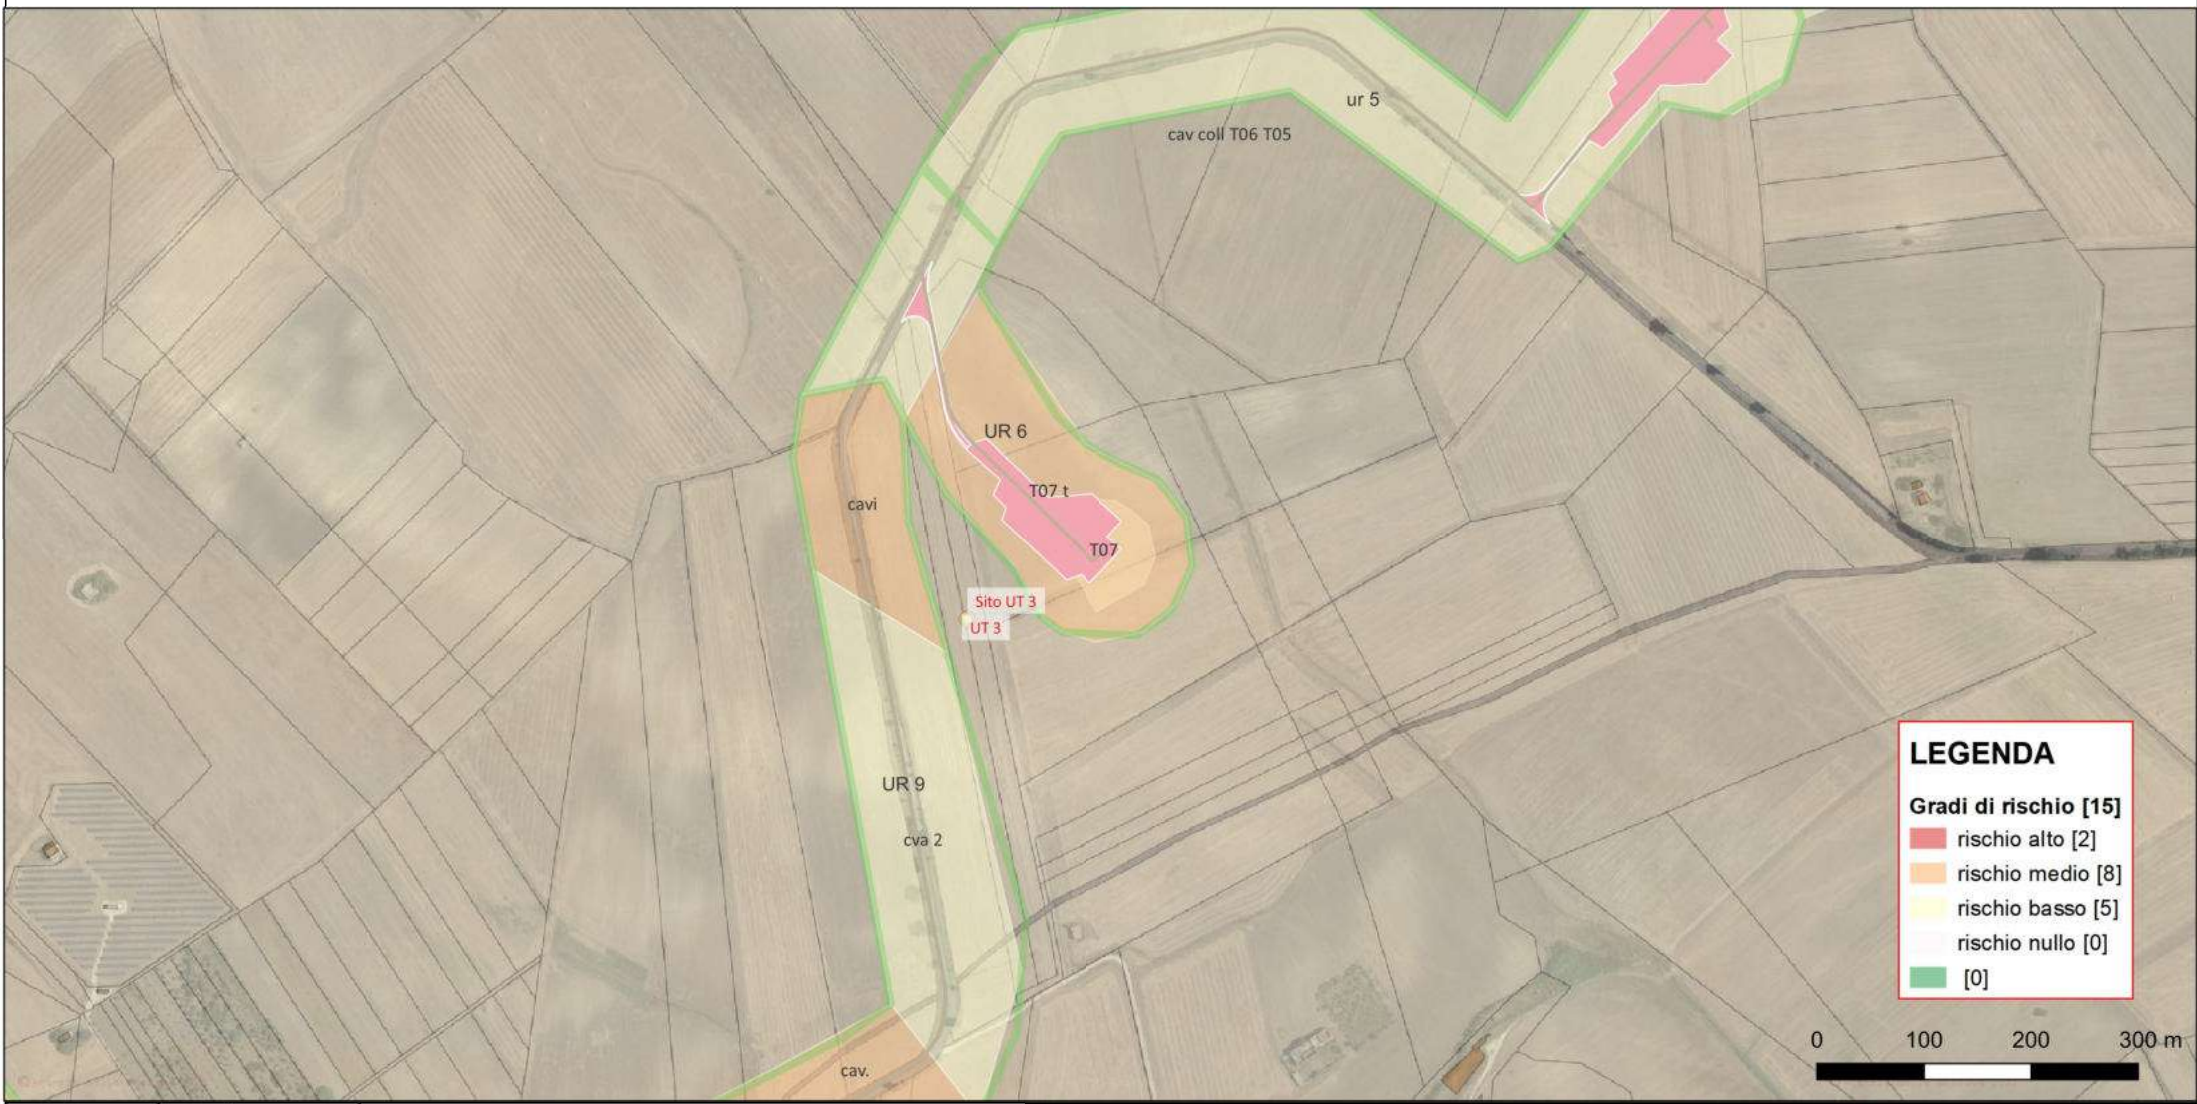 ur 5
cav coll T06 T05
UR 6
T07 t
cavi
T07
Sito UT 3
UT 3
UR 9
cva 2
cav.
LEGENDA
Gradi di rischio [15]
rischio alto [2]
rischio medio [8]
rischio basso [5]
rischio nullo [0]
[0]
0 100 200 300 m